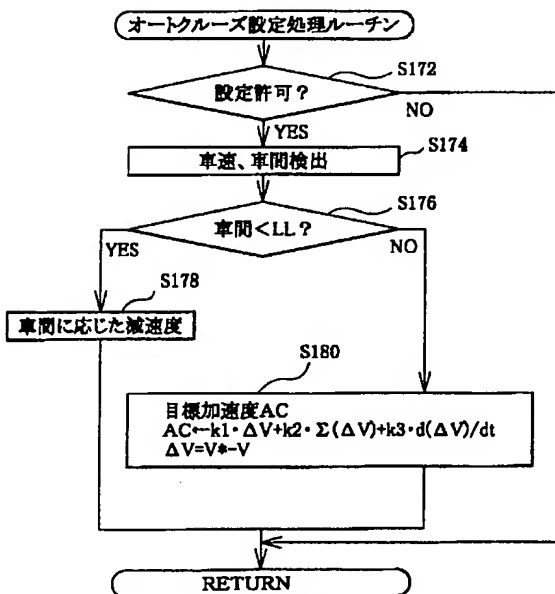 オートクルーズ設定処理ルーチン
S172
設定許可？
NO
YES
S174
車速、車間検出
S176
車間＜LL？
YES
NO
S178
車間に応じた減速度
S180
目標加速度AC
AC←k1・ΔV+k2・Σ(ΔV)+k3・d(ΔV)/dt
ΔV=V*-V
RETURN